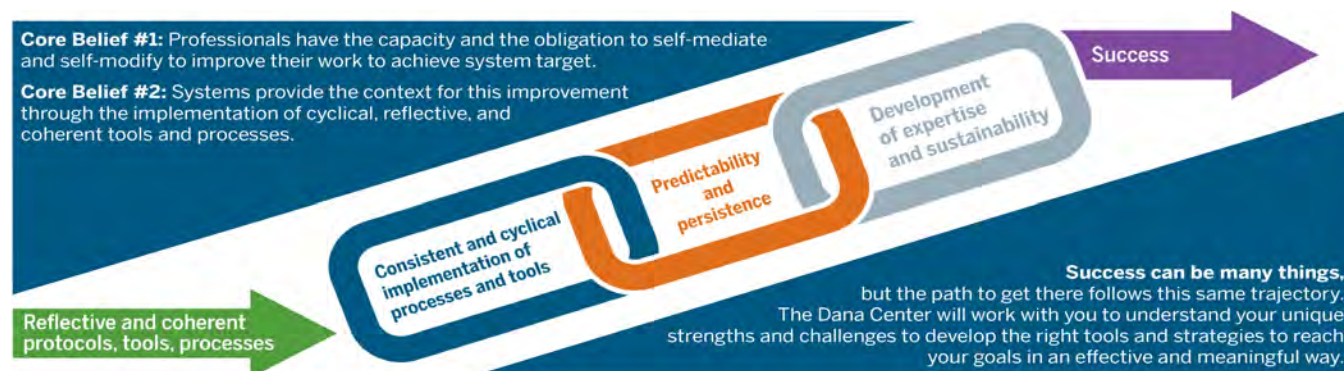 Core Belief #1: Professionals have the capacity and the obligation to self-mediate
and self-modify to improve their work to achieve system target.
Core Belief #2: Systems provide the context for this improvement
through the implementation of cyclical, reflective, and
coherent tools and processes.
Success
Development
of expertise
and sustainability
Predictability
and
persistence
Consistent and cyclical
implementation of
processes and tools
Reflective and coherent
protocols, tools, processes
Success can be many things,
but the path to get there follows this same trajectory.
The Dana Center will work with you to understand your unique
strengths and challenges to develop the right tools and strategies to reach
your goals in an effective and meaningful way.